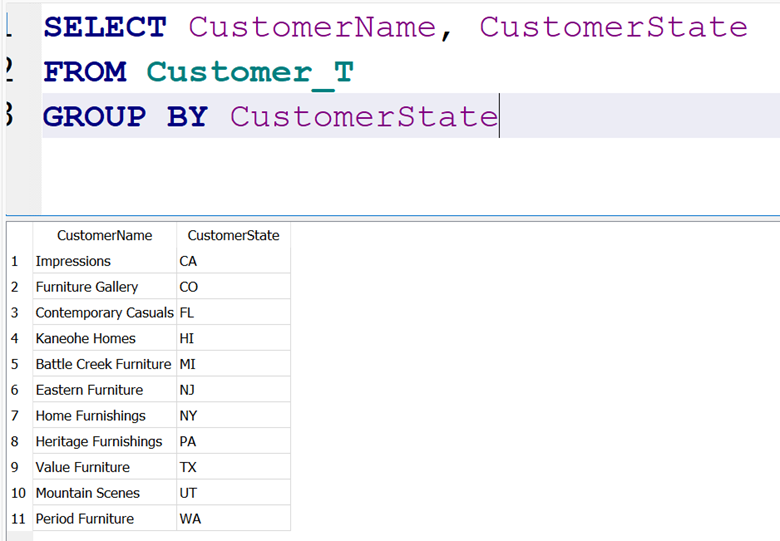 1 SELECT CustomerName, CustomerState
2 FROM Customer_T
3 GROUP BY CustomerState
CustomerName CustomerState
1 Impressions CA
2 Furniture Gallery CO
3 Contemporary Casuals FL
4 Kaneohe Homes HI
5 Battle Creek Furniture MI
6 Eastern Furniture NJ
7 Home Furnishings NY
8 Heritage Furnishings PA
9 Value Furniture TX
10 Mountain Scenes UT
11 Period Furniture WA